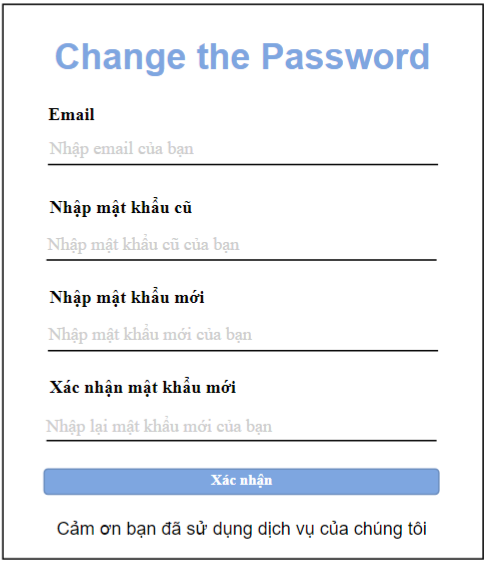 Change the Password
Email
Nhập email của bạn
Nhập mật khẩu cũ
Nhập mật khẩu cũ của bạn
Nhập mật khẩu mới
Nhập mật khẩu mới của bạn
Xác nhận mật khẩu mới
Nhập lại mật khẩu mới của bạn
Xác nhận
Cảm ơn bạn đã sử dụng dịch vụ của chúng tôi